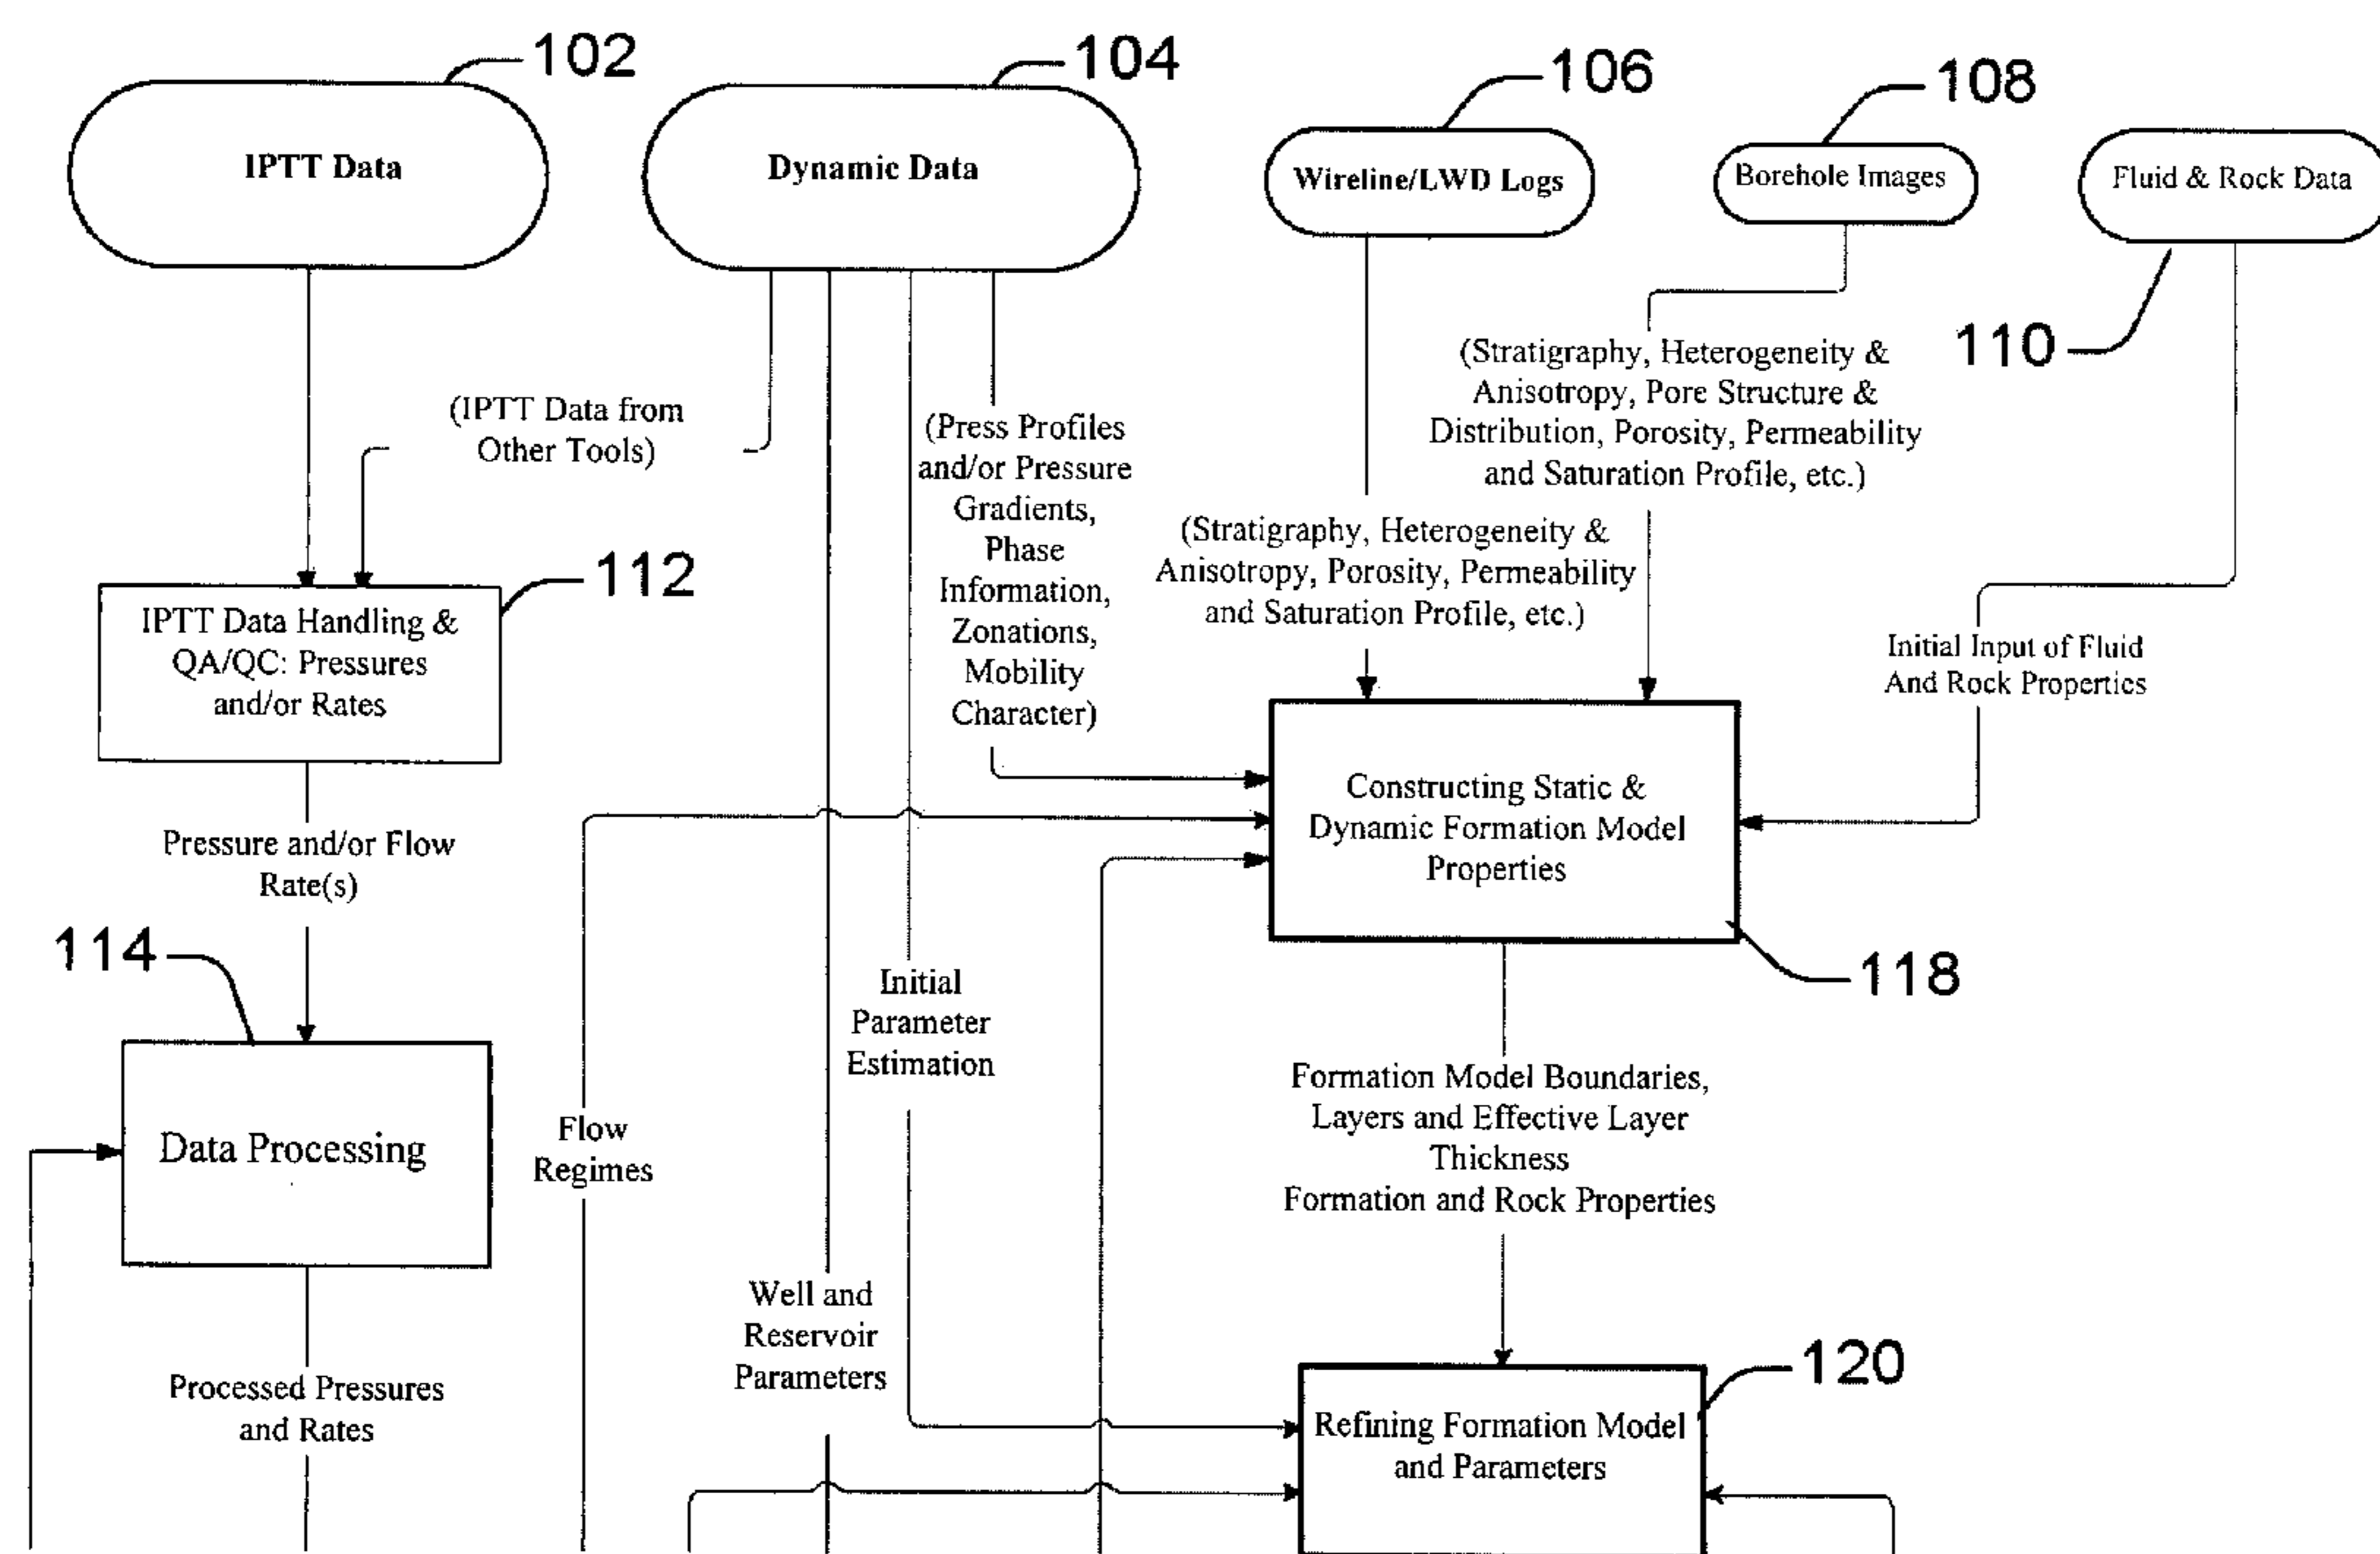 102
104
106
108
IPTT Data
Dynamic Data
Wireline/LWD Logs
Borehole Images
Fluid & Rock Data
110
(IPTT Data from
Other Tools)
(Press Profiles
and/or Pressure
Gradients,
Phase
Information,
Zonations,
Mobility
Character)
(Stratigraphy, Heterogeneity &
Anisotropy, Pore Structure &
Distribution, Porosity, Permeability
and Saturation Profile, etc.)
(Stratigraphy, Heterogeneity &
Anisotropy, Porosity, Permeability
and Saturation Profile, etc.)
112
IPTT Data Handling &
QA/QC: Pressures
and/or Rates
Initial Input of Fluid
And Rock Properties
Constructing Static &
Dynamic Formation Model
Properties
118
Pressure and/or Flow
Rate(s)
114
Data Processing
Flow
Regimes
Initial
Parameter
Estimation
Formation Model Boundaries,
Layers and Effective Layer
Thickness
Formation and Rock Properties
Well and
Reservoir
Parameters
Processed Pressures
and Rates
120
Refining Formation Model
and Parameters